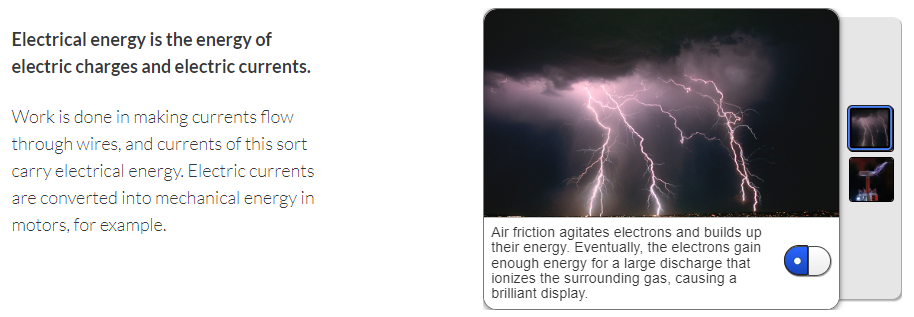 Electrical energy is the energy of
electric charges and electric currents.
Work is done in making currents flow
through wires, and currents of this sort
carry electrical energy. Electric currents
are converted into mechanical energy in
motors, for example.
Air friction agitates electrons and builds up
their energy. Eventually, the electrons gain
enough energy for a large discharge that
ionizes the surrounding gas, causing a
brilliant display.